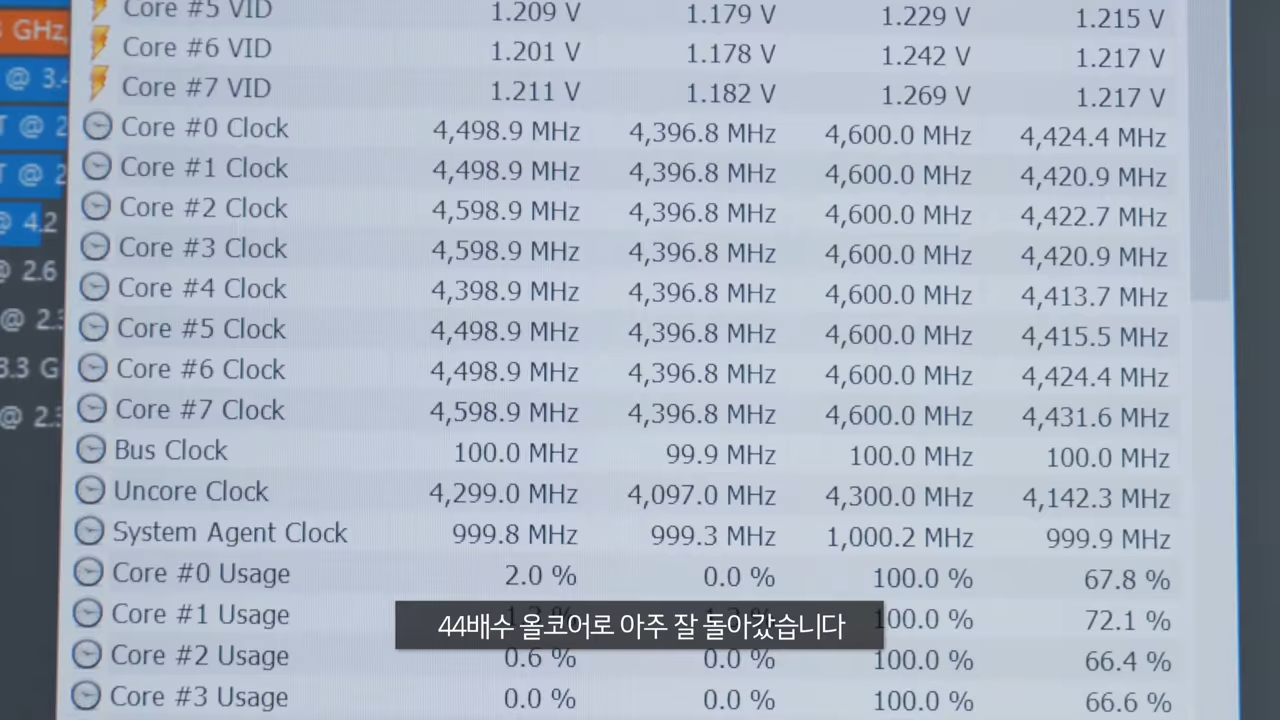 Core #5 VID 1.209 V 1.179 V 1.229 V 1.215 V
GHz,
Core #6 VID 1.201 V 1.178 V 1.242 V 1.217 V
@ 3.4
Core #7 VID 1.211 V 1.182 V 1.269 V 1.217 V
T @ 2
Core #0 Clock 4,498.9 MHz 4,396.8 MHz 4,600.0 MHz 4,424.4 MHz
T @ 2
Core #1 Clock 4,498.9 MHz 4,396.8 MHz 4,600.0 MHz 4,420.9 MHz
@ 4.2
Core #2 Clock 4,598.9 MHz 4,396.8 MHz 4,600.0 MHz 4,422.7 MHz
@ 2.6
Core #3 Clock 4,598.9 MHz 4,396.8 MHz 4,600.0 MHz 4,420.9 MHz
Core #4 Clock 4,398.9 MHz 4,396.8 MHz 4,600.0 MHz 4,413.7 MHz
@ 2.3
Core #5 Clock 4,498.9 MHz 4,396.8 MHz 4,600.0 MHz 4,415.5 MHz
3.3 G
Core #6 Clock 4,498.9 MHz 4,396.8 MHz 4,600.0 MHz 4,424.4 MHz
@ 2.3
Core #7 Clock 4,598.9 MHz 4,396.8 MHz 4,600.0 MHz 4,431.6 MHz
Bus Clock 100.0 MHz 99.9 MHz 100.0 MHz 100.0 MHz
Uncore Clock 4,299.0 MHz 4,097.0 MHz 4,300.0 MHz 4,142.3 MHz
System Agent Clock 999.8 MHz 999.3 MHz 1,000.2 MHz 999.9 MHz
Core #0 Usage 2.0 % 0.0 % 100.0 % 67.8 %
Core #1 Usage 100.0 % 72.1 %
44배수 올코어로 아주 잘 돌아갔습니다
Core #2 Usage 0.6 % 0.0 % 100.0 % 66.4 %
Core #3 Usage 0.0 % 0.0 % 100.0 % 66.6 %